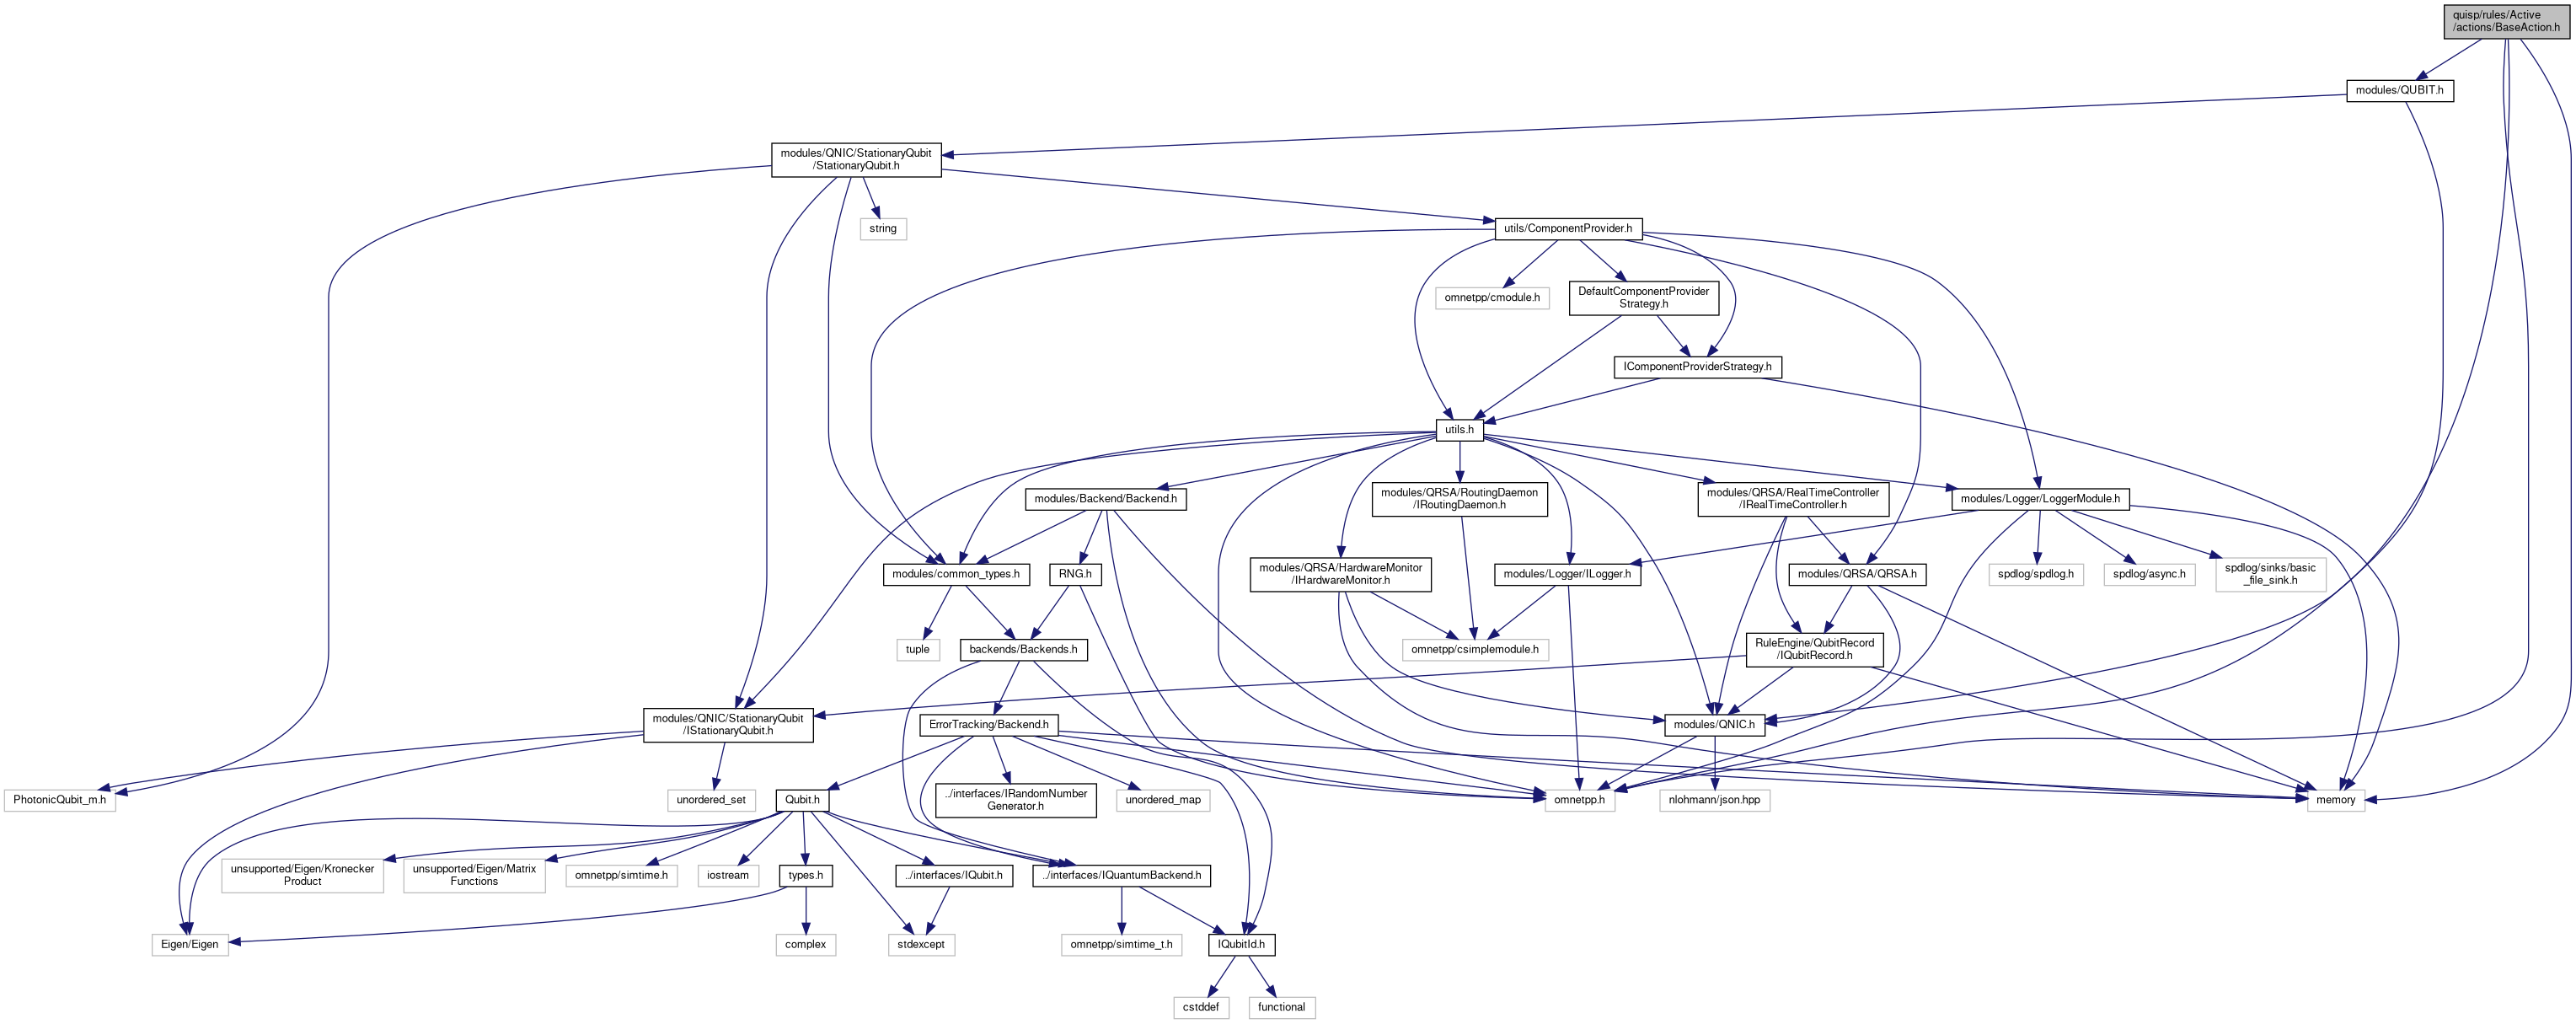 quisp/rules/Active
/actions/BaseAction.h
modules/QUBIT.h
modules/QNIC/StationaryQubit
/StationaryQubit.h
string
utils/ComponentProvider.h
omnetpp/cmodule.h
DefaultComponentProvider
Strategy.h
IComponentProviderStrategy.h
utils.h
modules/Backend/Backend.h
modules/QRSA/RoutingDaemon
/IRoutingDaemon.h
modules/QRSA/RealTimeController
/IRealTimeController.h
modules/Logger/LoggerModule.h
modules/common_types.h
RNG.h
modules/QRSA/HardwareMonitor
/IHardwareMonitor.h
modules/Logger/ILogger.h
modules/QRSA/QRSA.h
spdlog/spdlog.h
spdlog/async.h
spdlog/sinks/basic
_file_sink.h
tuple
backends/Backends.h
omnetpp/csimplemodule.h
RuleEngine/QubitRecord
/IQubitRecord.h
modules/QNIC/StationaryQubit
/IStationaryQubit.h
ErrorTracking/Backend.h
modules/QNIC.h
PhotonicQubit_m.h
unordered_set
Qubit.h
../interfaces/IRandomNumber
Generator.h
unordered_map
omnetpp.h
nlohmann/json.hpp
memory
unsupported/Eigen/Kronecker
Product
unsupported/Eigen/Matrix
Functions
omnetpp/simtime.h
iostream
types.h
../interfaces/IQubit.h
../interfaces/IQuantumBackend.h
Eigen/Eigen
complex
stdexcept
omnetpp/simtime_t.h
IQubitId.h
cstddef
functional